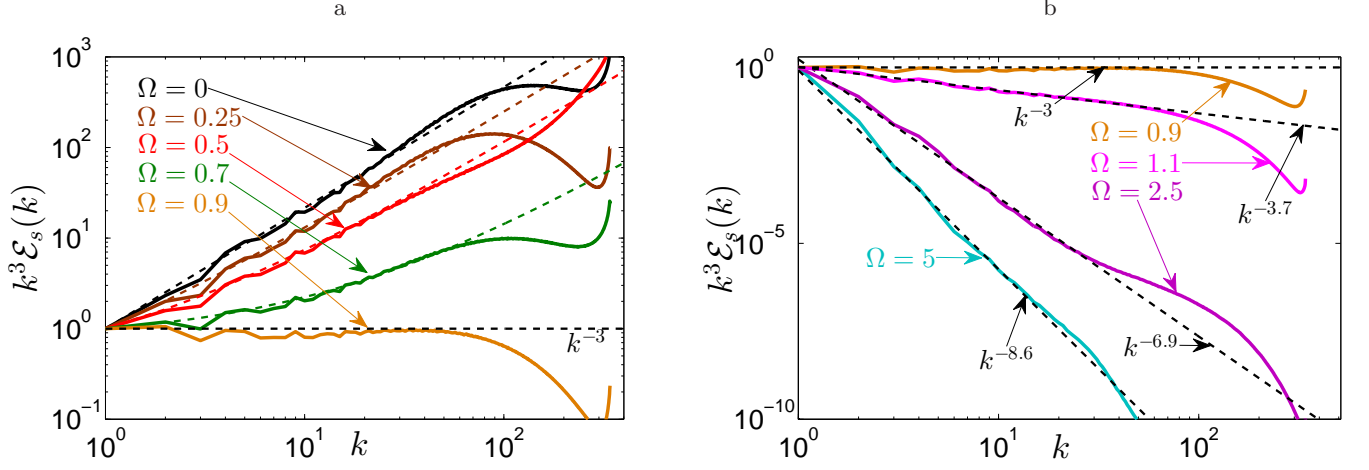 a
10^3
10^2
10^1
10^0
10^{-1}
k^3 ℰ_s(k)
Ω = 0
Ω = 0.25
Ω = 0.5
Ω = 0.7
Ω = 0.9
k^{-3}
10^0
10^1
k
10^2
b
10^0
10^{-5}
10^{-10}
k^3 ℰ_s(k)
k^{-3}
Ω = 0.9
Ω = 1.1
Ω = 2.5
k^{-3.7}
Ω = 5
k^{-6.9}
k^{-8.6}
10^0
10^1
k
10^2